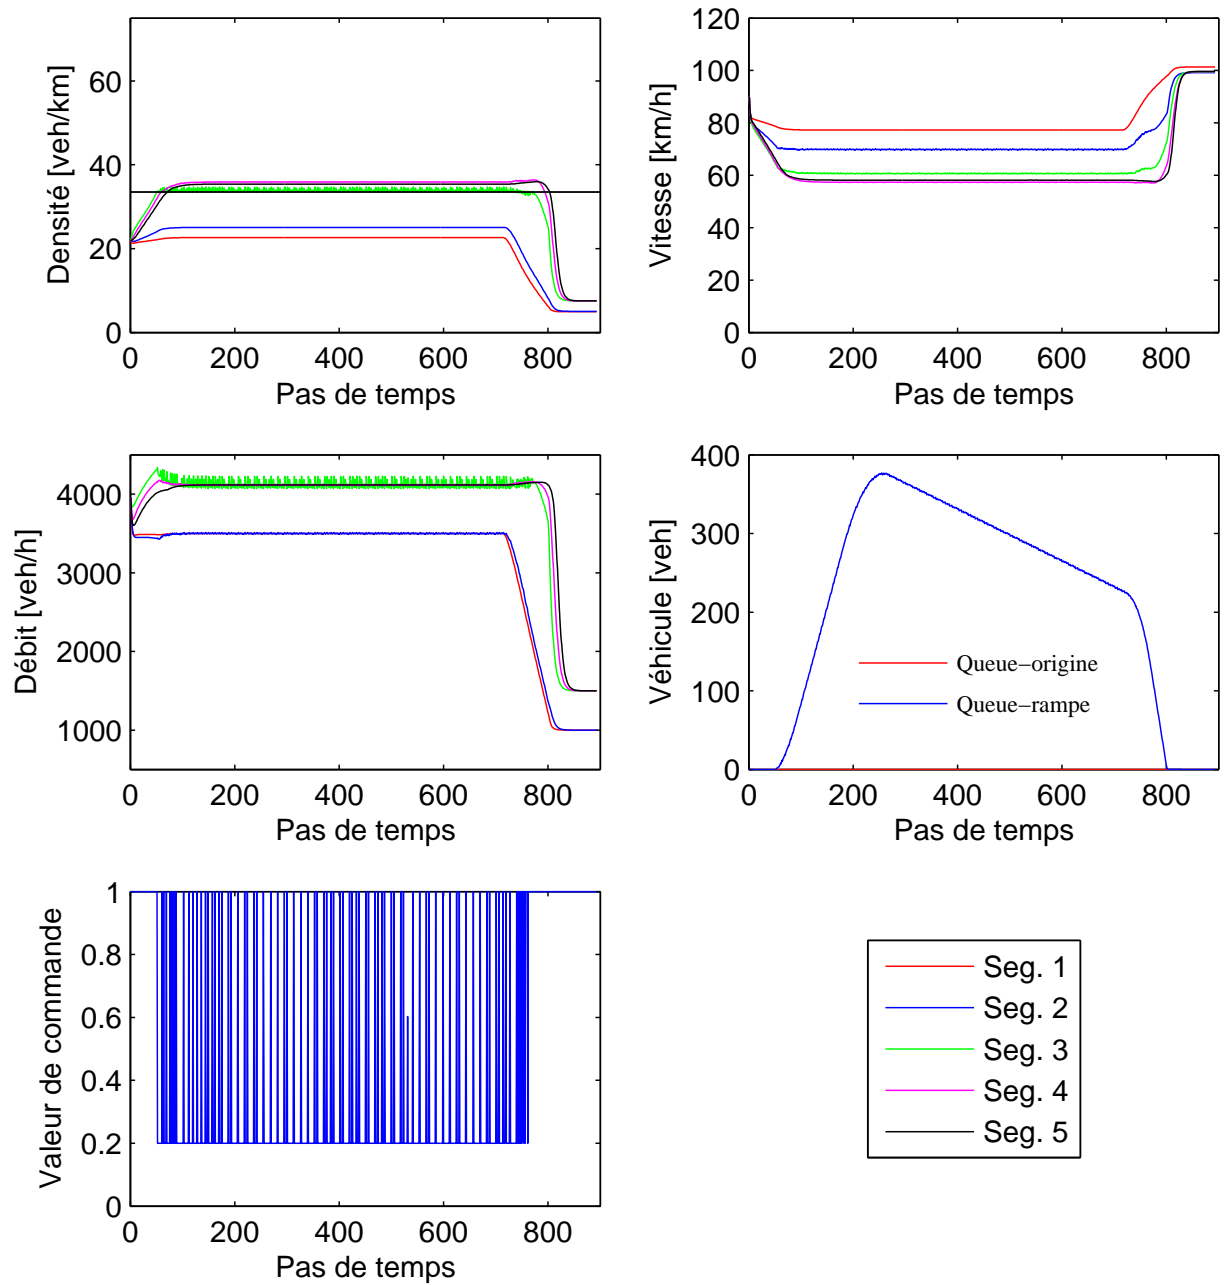 Densité [veh/km]
60
40
20
0
0 200 400 600 800
Pas de temps
Vitesse [km/h]
120
100
80
60
40
20
0
0 200 400 600 800
Pas de temps
Débit [veh/h]
4000
3000
2000
1000
0 200 400 600 800
Pas de temps
Véhicule [veh]
400
300
200
100
0
Queue−origine
Queue−rampe
0 200 400 600 800
Pas de temps
Valeur de commande
1
0.8
0.6
0.4
0.2
0
0 200 400 600 800
Pas de temps
Seg. 1
Seg. 2
Seg. 3
Seg. 4
Seg. 5